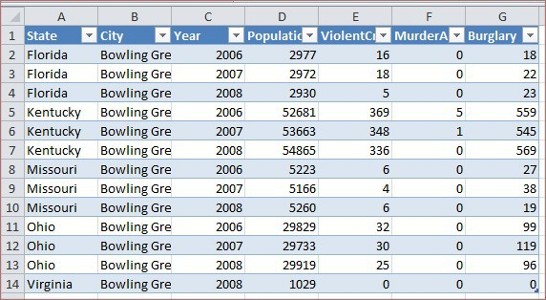 A B C D E F G
1 State City Year Populatio ViolentCr MurderA Burglary
2 Florida Bowling Gre 2006 2977 16 0 18
3 Florida Bowling Gre 2007 2972 18 0 22
4 Florida Bowling Gre 2008 2930 5 0 23
5 Kentucky Bowling Gre 2006 52681 369 5 559
6 Kentucky Bowling Gre 2007 53663 348 1 545
7 Kentucky Bowling Gre 2008 54865 336 0 569
8 Missouri Bowling Gre 2006 5223 6 0 27
9 Missouri Bowling Gre 2007 5166 4 0 38
10 Missouri Bowling Gre 2008 5260 6 0 19
11 Ohio Bowling Gre 2006 29829 32 0 99
12 Ohio Bowling Gre 2007 29733 30 0 119
13 Ohio Bowling Gre 2008 29919 25 0 96
14 Virginia Bowling Gre 2008 1029 0 0 0